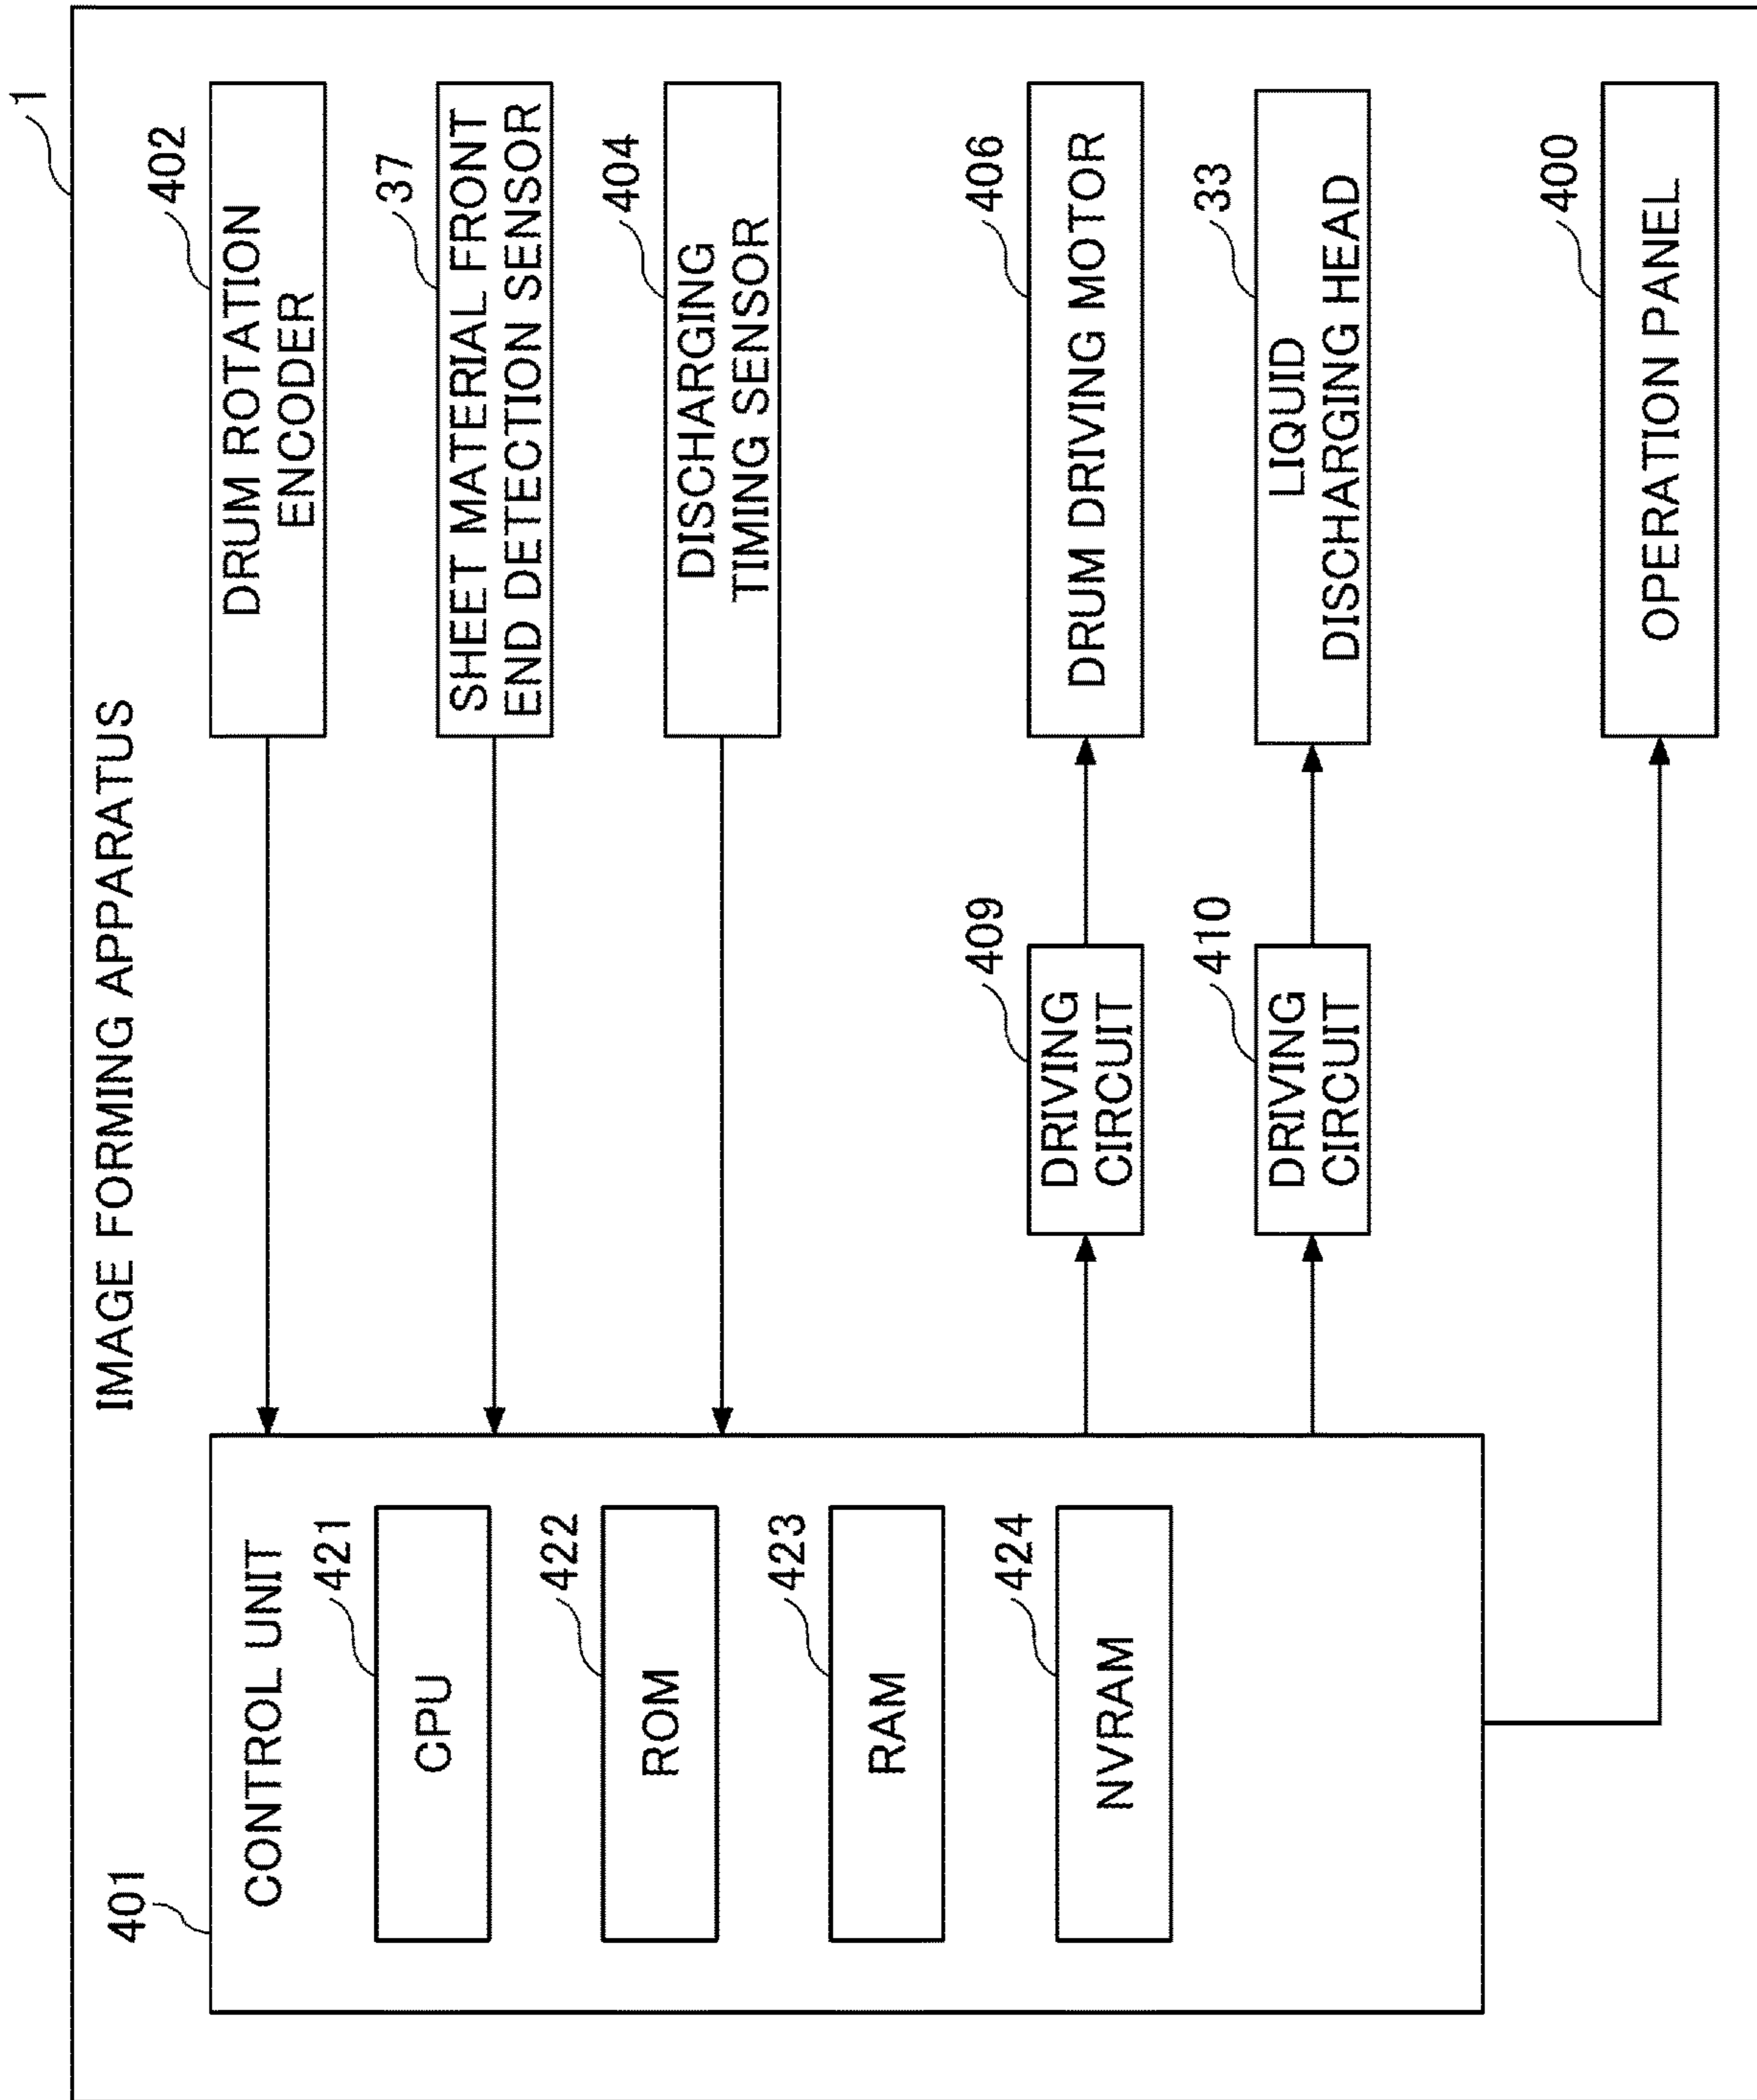 1
IMAGE FORMING APPARATUS
401
CONTROL UNIT
421
CPU
422
ROM
423
RAM
424
NVRAM
402
DRUM ROTATION
ENCODER
37
SHEET MATERIAL FRONT
END DETECTION SENSOR
404
DISCHARGING
TIMING SENSOR
409
DRIVING
CIRCUIT
406
DRUM DRIVING MOTOR
410
DRIVING
CIRCUIT
33
LIQUID
DISCHARGING HEAD
400
OPERATION PANEL